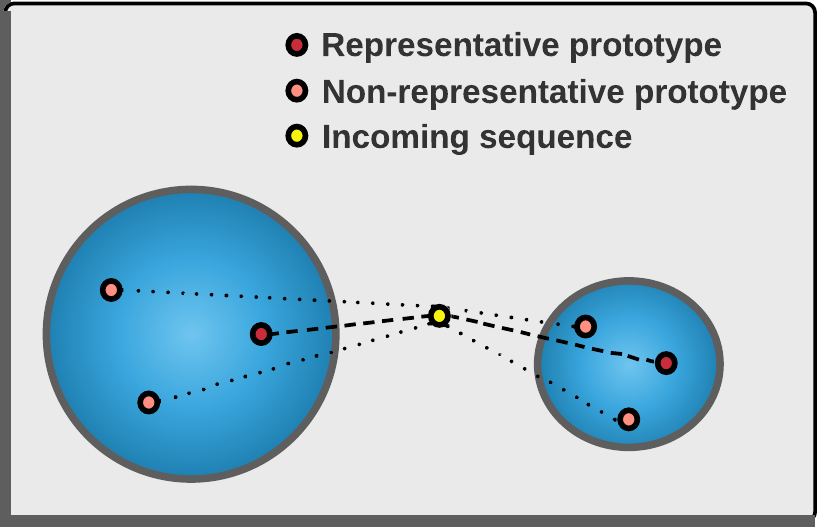 Representative prototype
Non-representative prototype
Incoming sequence